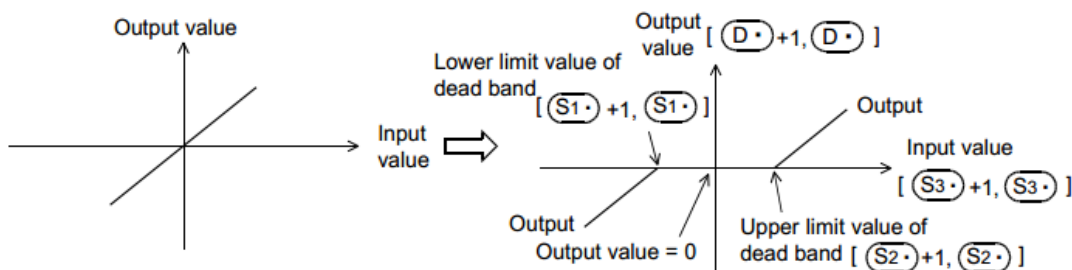 Output value
Input
value
Output
value [ (D・)+1, (D・) ]
Lower limit value of
dead band
[ (S1・) +1, (S1・) ]
Output
Input value
[ (S3・) +1, (S3・) ]
Output
Output value = 0
Upper limit value of
dead band [ (S2・)+1, (S2・) ]